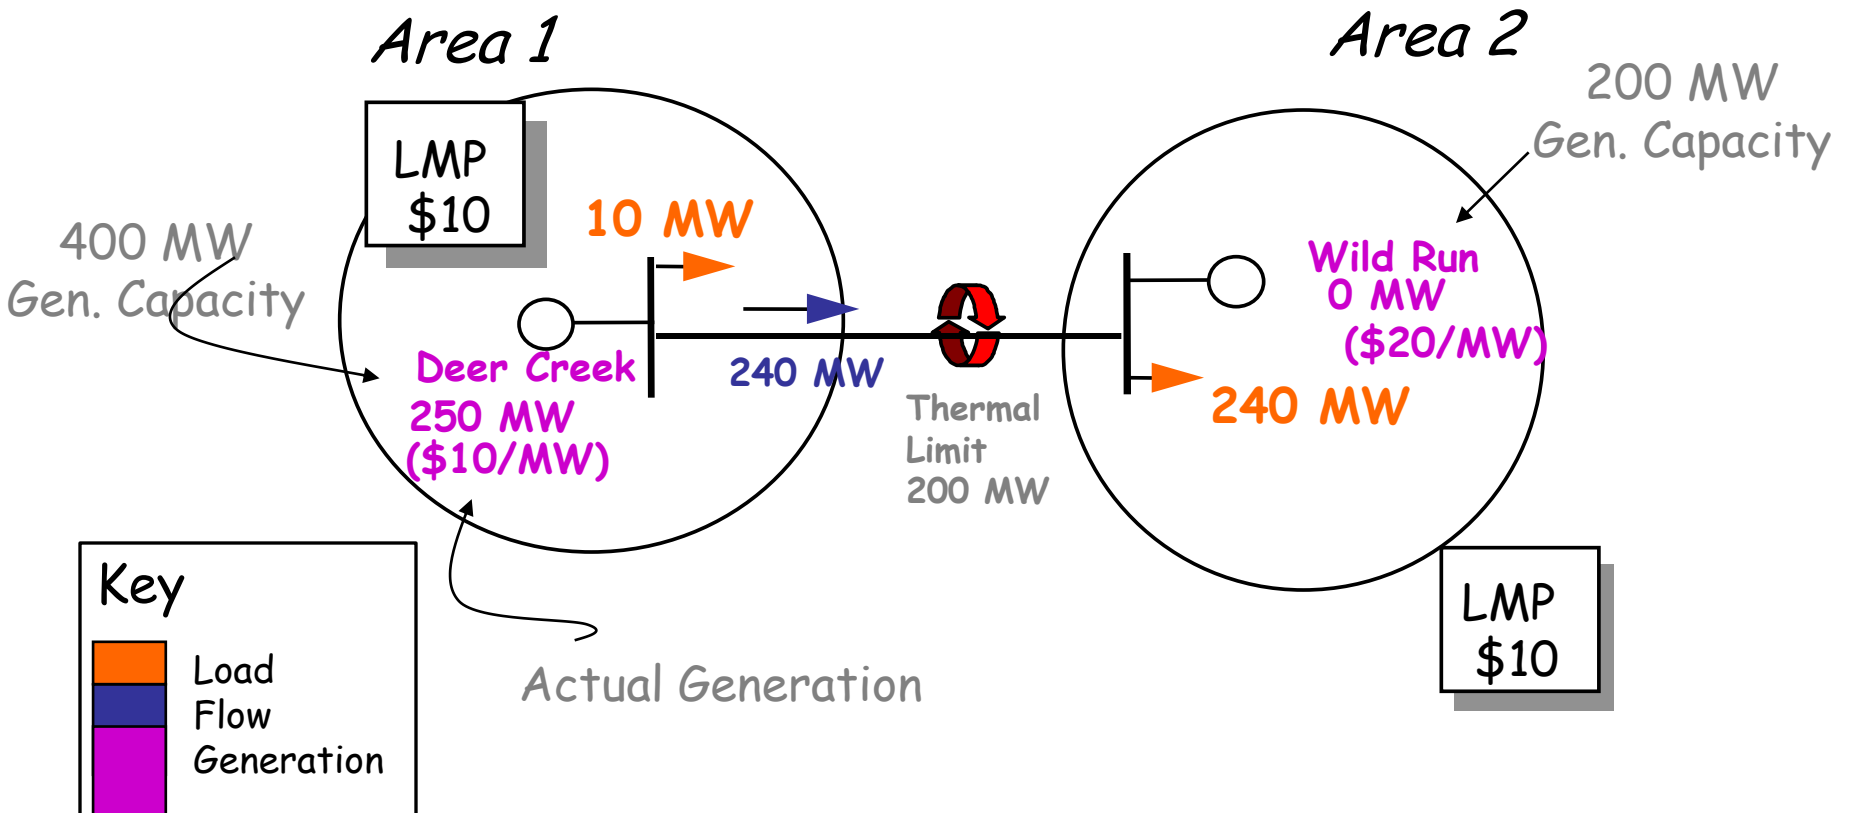 Area 1
Area 2
200 MW
Gen. Capacity
LMP
$10
10 MW
400 MW
Gen. Capacity
Wild Run
0 MW
($20/MW)
Deer Creek
250 MW
($10/MW)
240 MW
Thermal
Limit
200 MW
240 MW
Key
Load
Flow
Generation
Actual Generation
LMP
$10